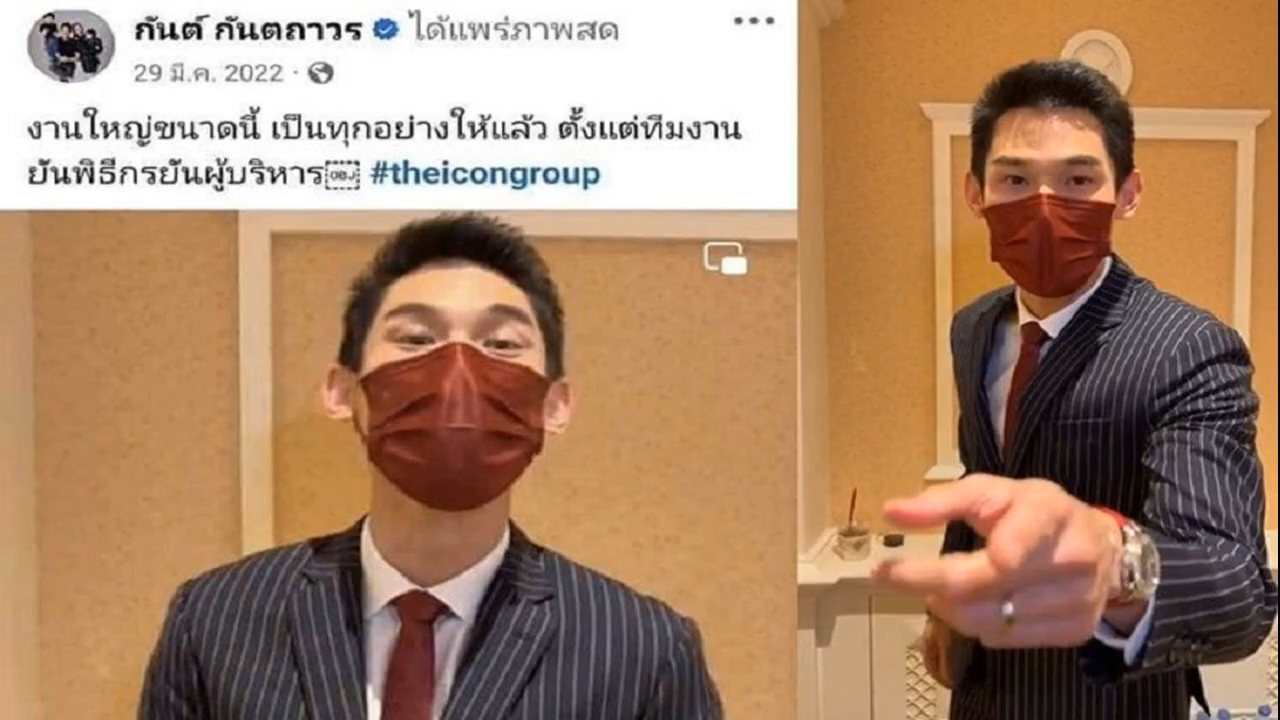 กันต์ กันตถาวร ได้แพร่ภาพสด
29 มี.ค. 2022 ·
งานใหญ่ขนาดนี้ เป็นทุกอย่างให้แล้ว ตั้งแต่ทีมงาน
ยันพิธีกรยันผู้บริหาร￼ #theicongroup